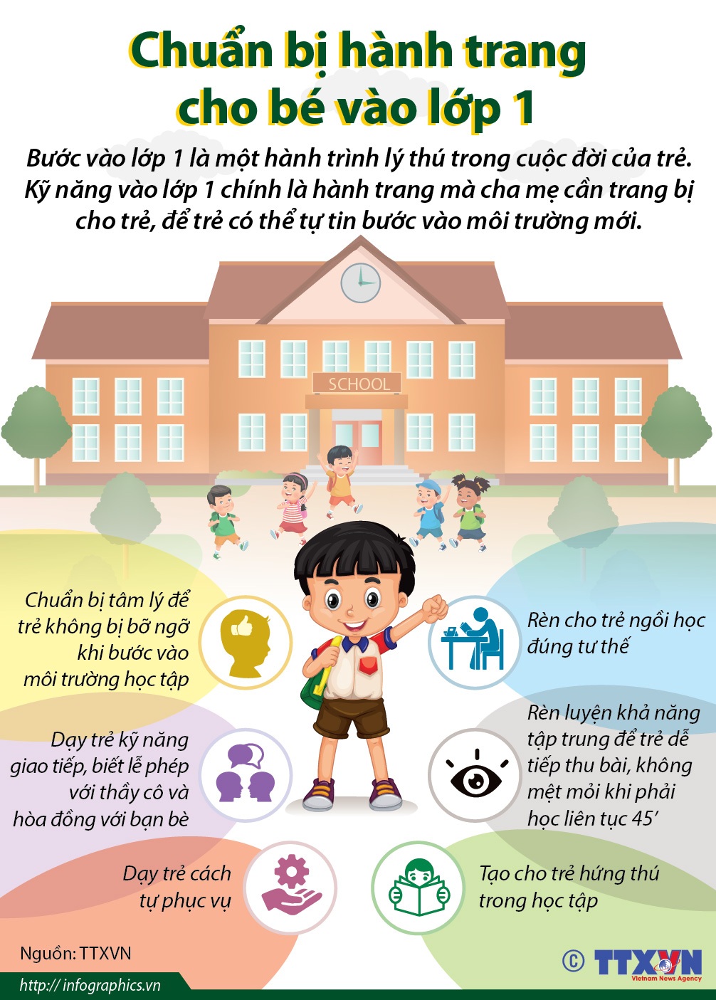 Chuẩn bị hành trang
cho bé vào lớp 1
Bước vào lớp 1 là một hành trình lý thú trong cuộc đời của trẻ.
Kỹ năng vào lớp 1 chính là hành trang mà cha mẹ cần trang bị
cho trẻ, để trẻ có thể tự tin bước vào môi trường mới.
SCHOOL
Chuẩn bị tâm lý để
trẻ không bị bỡ ngỡ
khi bước vào
môi trường học tập
Rèn cho trẻ ngồi học
đúng tư thế
Dạy trẻ kỹ năng
giao tiếp, biết lễ phép
với thầy cô và
hòa đồng với bạn bè
Rèn luyện khả năng
tập trung để trẻ dễ
tiếp thu bài, không
mệt mỏi khi phải
học liên tục 45’
Dạy trẻ cách
tự phục vụ
Tạo cho trẻ hứng thú
trong học tập
Nguồn: TTXVN
http:// infographics.vn
© TTXVN
Vietnam News Agency